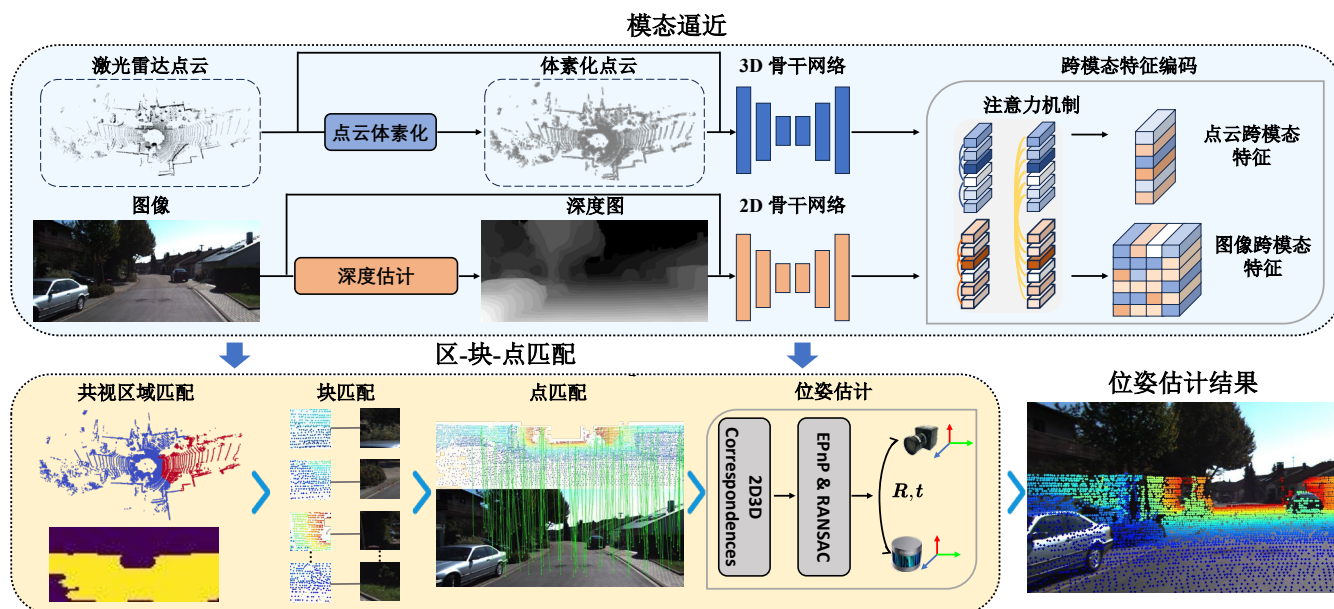 模态逼近
激光雷达点云
体素化点云
3D 骨干网络
跨模态特征编码
点云体素化
注意力机制
点云跨模态
特征
图像
深度图
2D 骨干网络
深度估计
图像跨模态
特征
区-块-点匹配
共视区域匹配
块匹配
点匹配
位姿估计
2D3D
Correspondences
EPnP & RANSAC
R, t
位姿估计结果